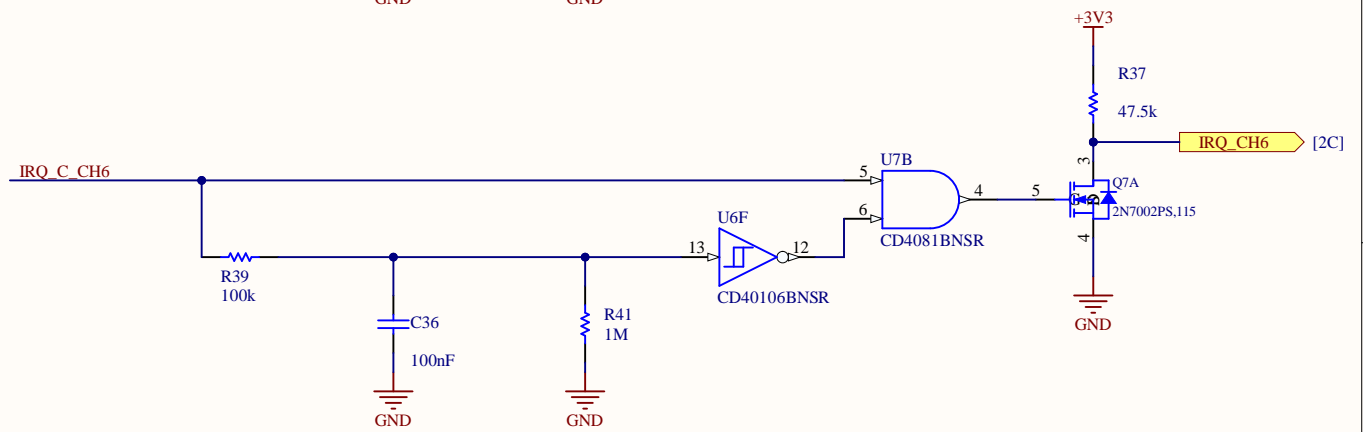 GND
GND
+3V3
R37
47.5k
IRQ_CH6
[2C]
3
IRQ_C_CH6
5
U7B
4
5
Q7A
G
D
S
2N7002PS,115
6
CD4081BNSR
4
U6F
13
12
CD40106BNSR
R39
100k
C36
100nF
R41
1M
GND
GND
GND